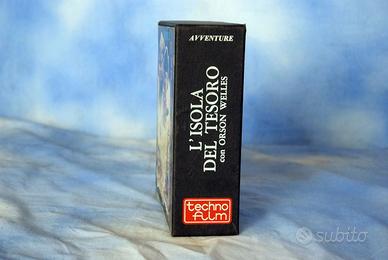 AVVENTURE
L'ISOLA
DEL TESORO
con ORSON WELLES
techno
film
subito